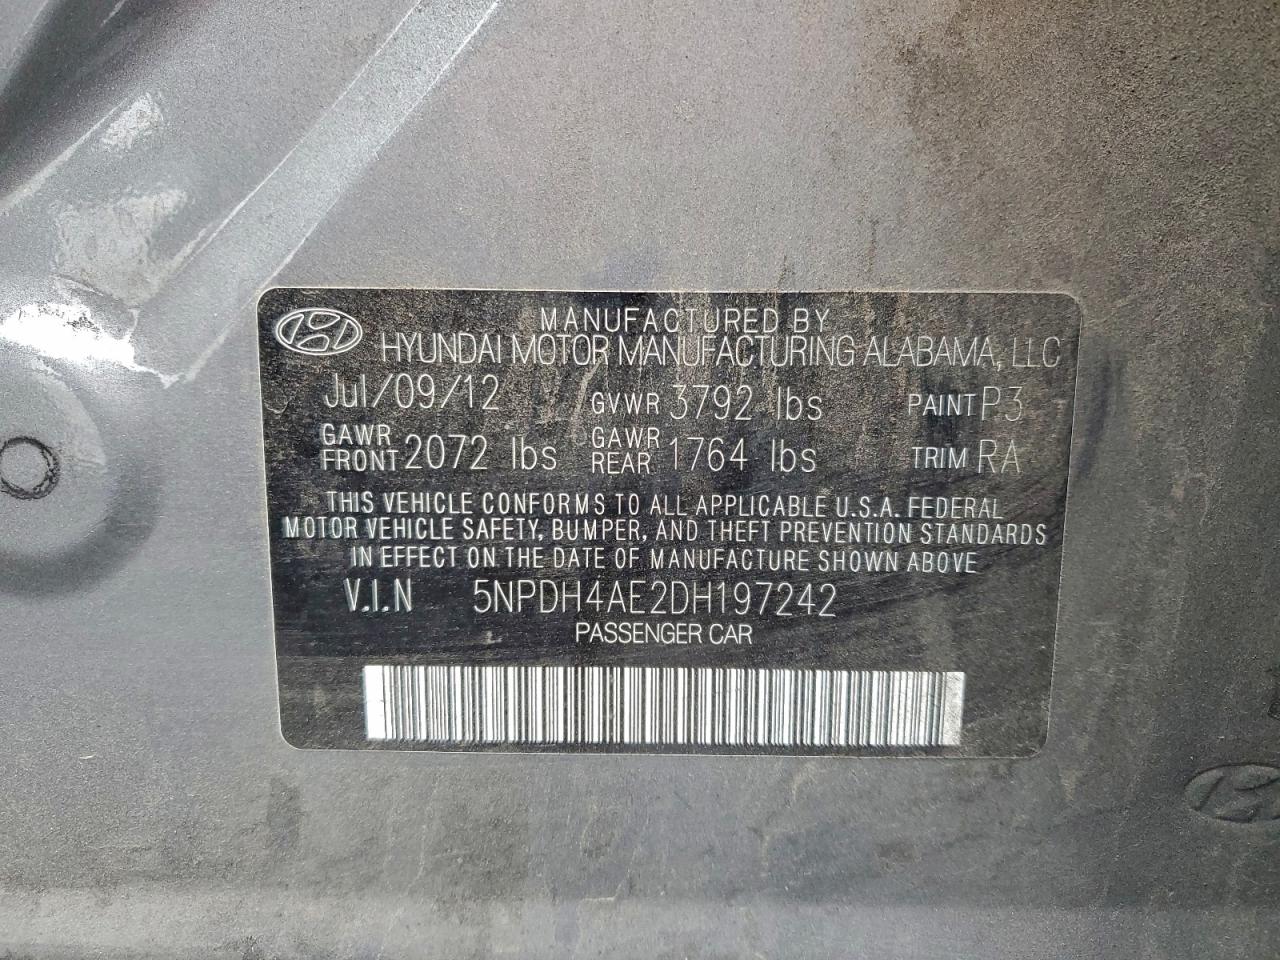 MANUFACTURED BY
HYUNDAI MOTOR MANUFACTURING ALABAMA, LLC
Jul/09/12 GVWR 3792 lbs PAINT P3
GAWR FRONT 2072 lbs GAWR REAR 1764 lbs TRIM RA
THIS VEHICLE CONFORMS TO ALL APPLICABLE U.S.A. FEDERAL
MOTOR VEHICLE SAFETY, BUMPER, AND THEFT PREVENTION STANDARDS
IN EFFECT ON THE DATE OF MANUFACTURE SHOWN ABOVE
V.I.N 5NPDH4AE2DH197242
PASSENGER CAR